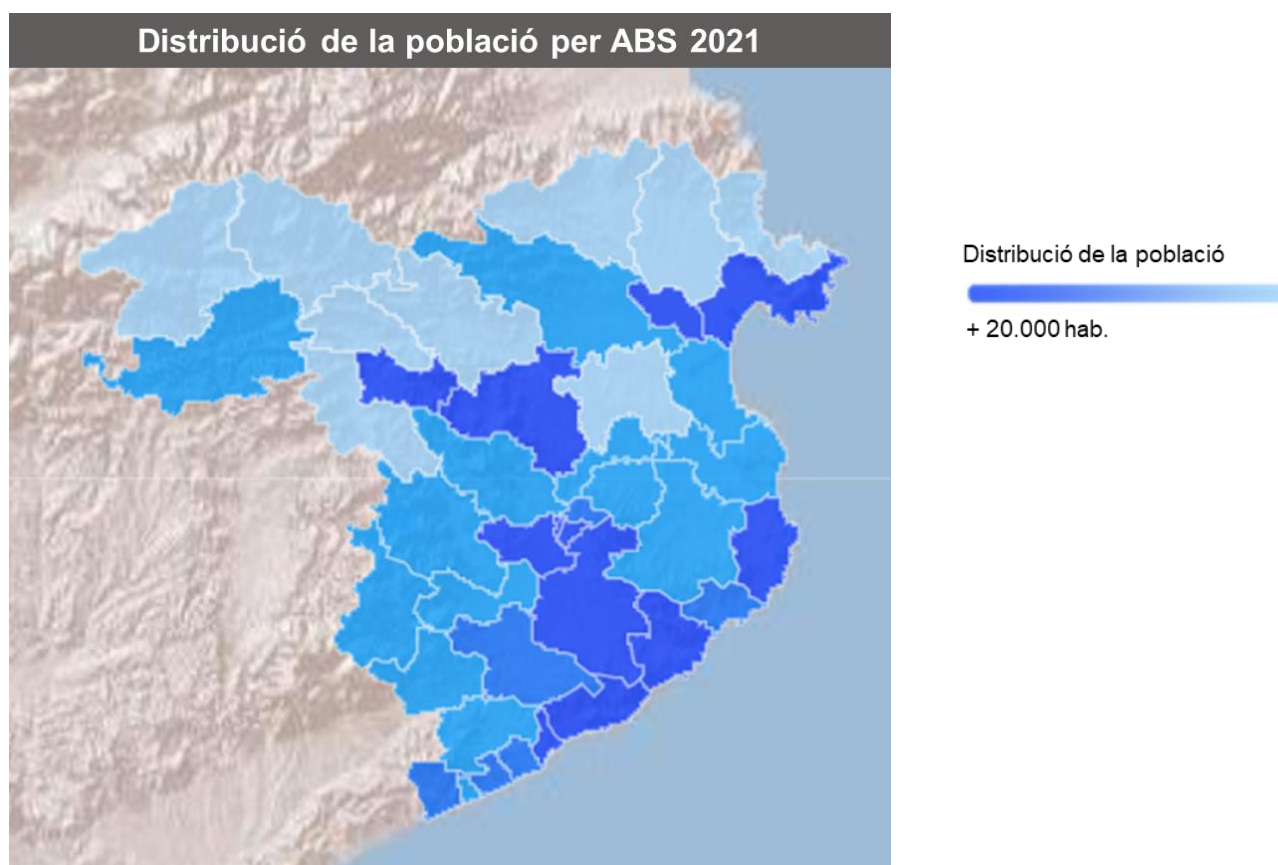 Distribució de la població per ABS 2021
Distribució de la població
+ 20.000 hab.